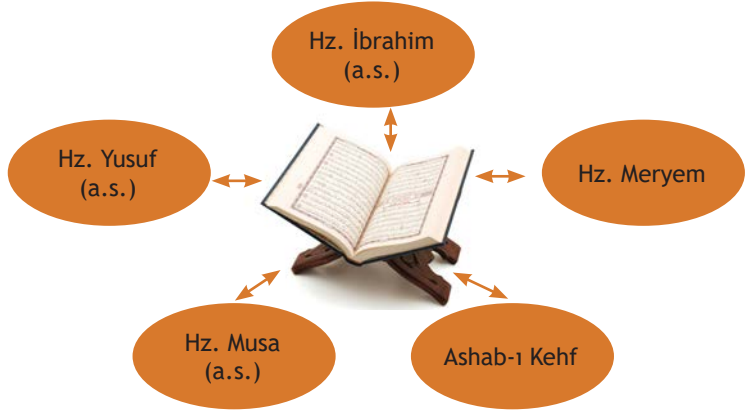 Hz. İbrahim
(a.s.)
Hz. Yusuf
(a.s.)
Hz. Meryem
Hz. Musa
(a.s.)
Ashab-ı Kehf